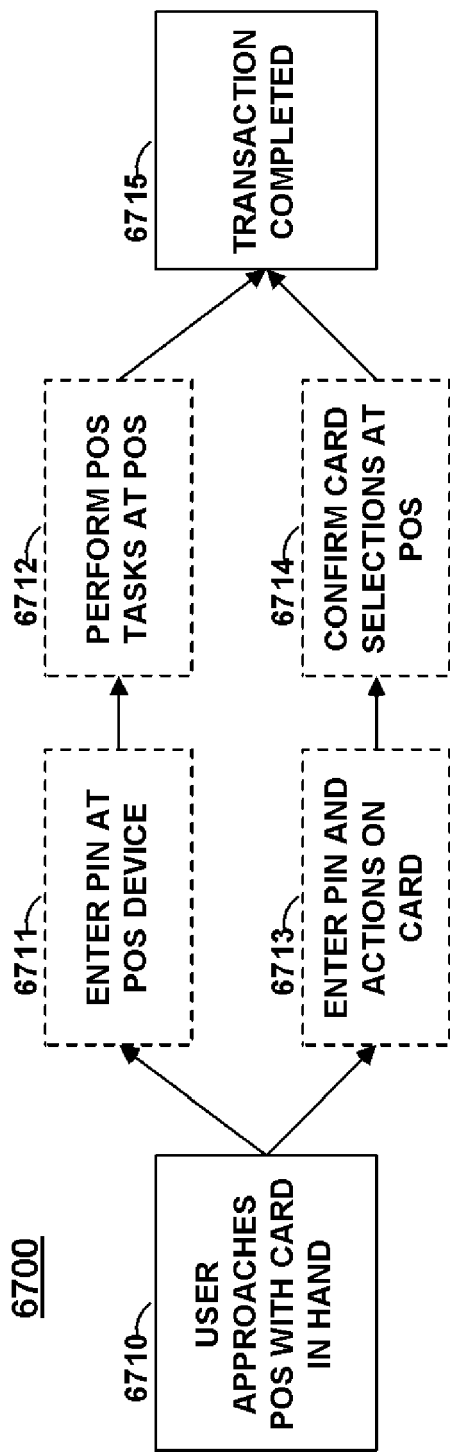 6700
6710
USER
APPROACHES
POS WITH CARD
IN HAND
6711
ENTER PIN AT
POS DEVICE
6712
PERFORM POS
TASKS AT POS
6713
ENTER PIN AND
ACTIONS ON
CARD
6714
CONFIRM CARD
SELECTIONS AT
POS
6715
TRANSACTION
COMPLETED